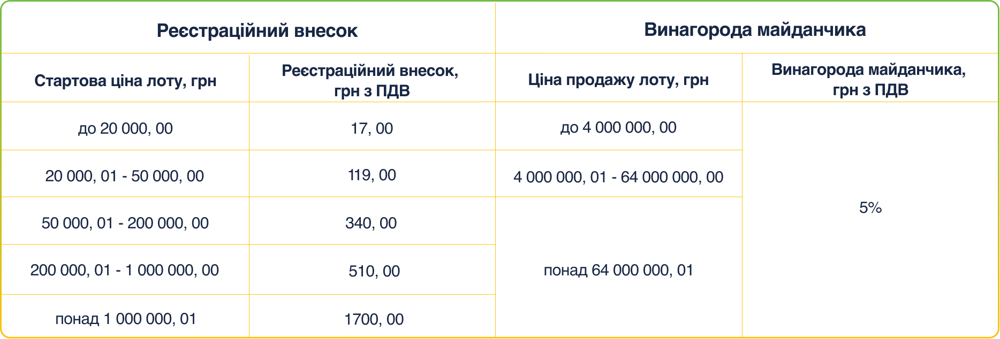 Реєстраційний внесок
Винагорода майданчика
Стартова ціна лоту, грн
Реєстраційний внесок,
грн з ПДВ
Ціна продажу лоту, грн
Винагорода майданчика,
грн з ПДВ
до 20 000, 00
17, 00
до 4 000 000, 00
20 000, 01 - 50 000, 00
119, 00
4 000 000, 01 - 64 000 000, 00
5%
50 000, 01 - 200 000, 00
340, 00
200 000, 01 - 1 000 000, 00
510, 00
понад 64 000 000, 01
понад 1 000 000, 01
1700, 00